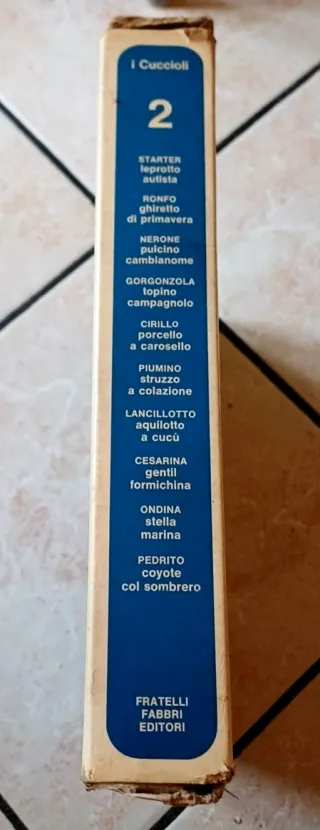 i Cuccioli
2
STARTER
leprotto
autista
RONFO
ghiretto
di primavera
NERONE
pulcino
cambianome
GORGONZOLA
topino
campagnolo
CIRILLO
porcello
a carosello
PIUMINO
struzzo
a colazione
LANCILLOTTO
aquilotto
a cucù
CESARINA
gentil
formichina
ONDINA
stella
marina
PEDRITO
coyote
col sombrero
FRATELLI
FABBRI
EDITORI